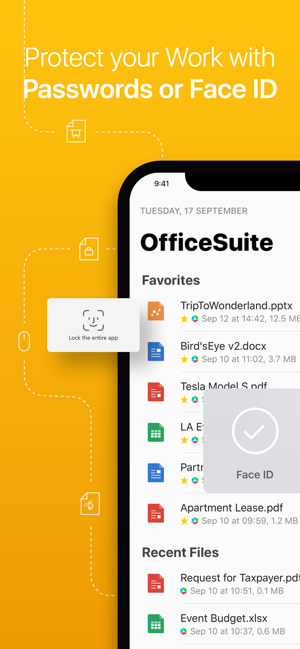 Protect your Work with
Passwords or Face ID
9:41
TUESDAY, 17 SEPTEMBER
OfficeSuite
Favorites
TripToWonderland.pptx
Sep 12 at 14:42, 12.5 M
Lock the entire app
Bird'sEye v2.docx
Sep 10 at 11:02, 3.7 MB
Tesla Model S.pdf
LA E
S
Partr
S
Face ID
Apartment Lease.pdf
Sep 10 at 09:59, 1.2 MB
Recent Files
Request for Taxpayer.pdf
Sep 10 at 10:51, 0.1 MB
Event Budget.xlsx
Sep 10 at 10:37, 0.6 MB